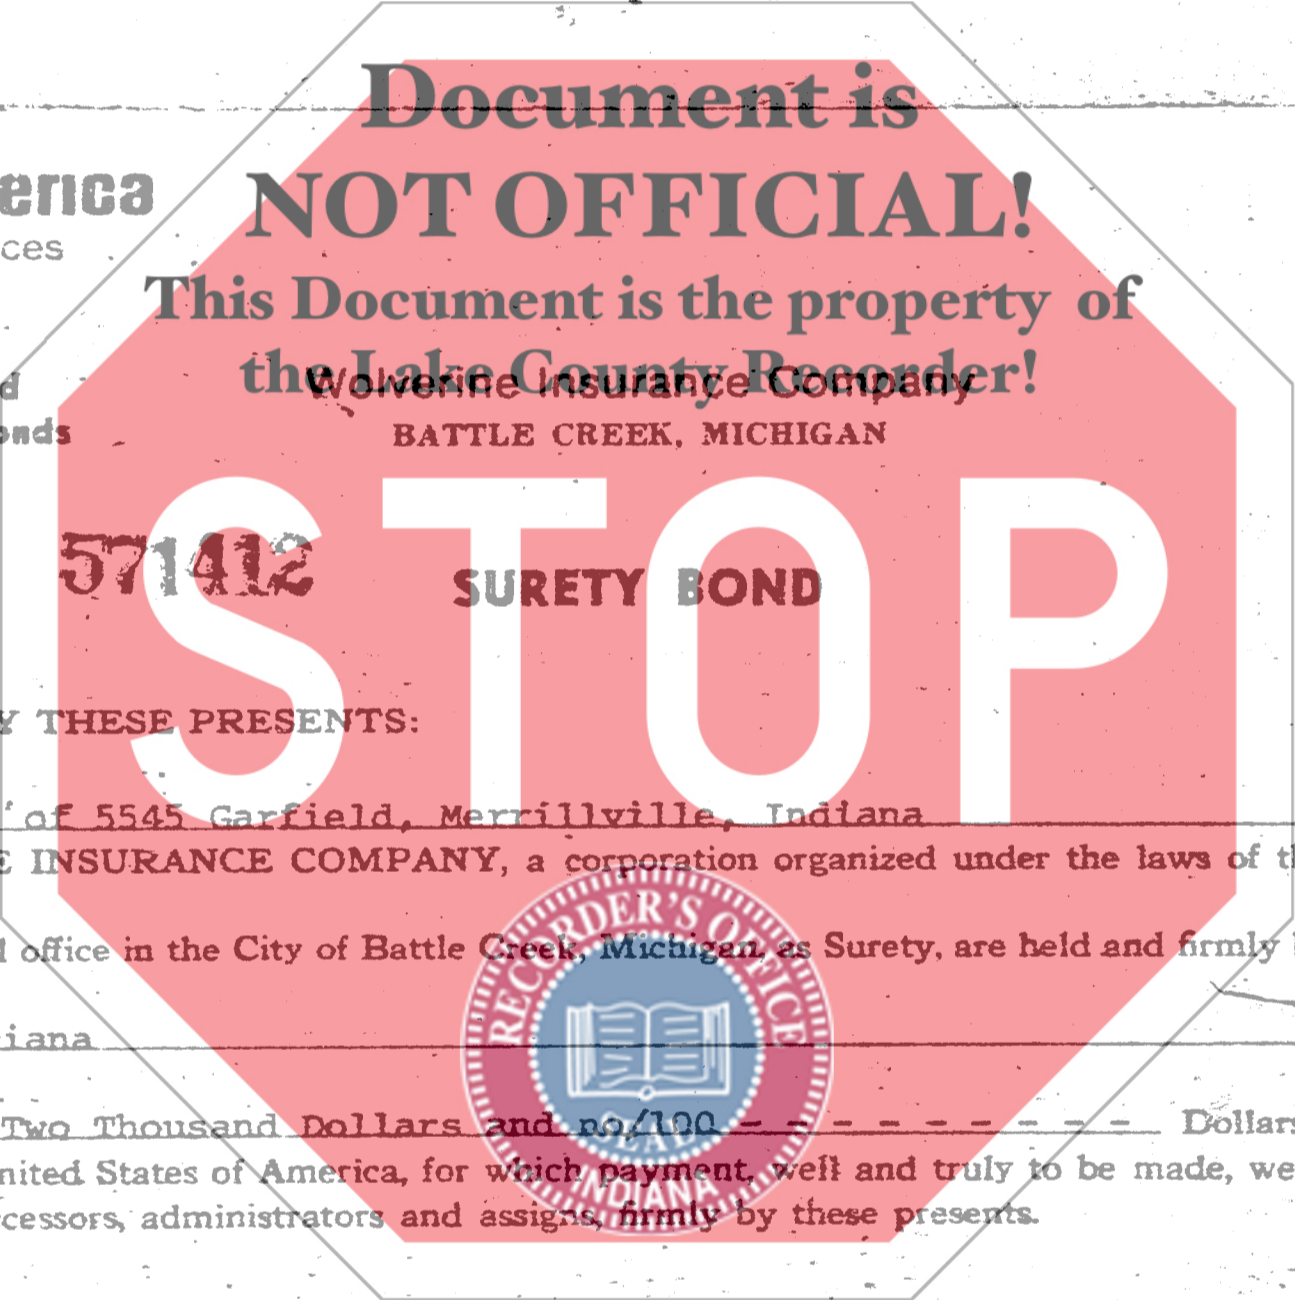 Document is
NOT OFFICIAL!
erica
ces
This Document is the property of
the Lake County Recorder!
Wolverine Insurance Company
d
onds
BATTLE CREEK, MICHIGAN
STOP
571412
SURETY BOND
Y THESE PRESENTS:
of 5545 Garfield, Merrillville, Indiana
E INSURANCE COMPANY, a corporation organized under the laws of th
l office in the City of Battle Creek, Michigan, as Surety, are held and firmly
iana
Two Thousand Dollars and no/100 - - - - - - - - - Dollars
nited States of America, for which payment, well and truly to be made, we
cessors, administrators and assigns, firmly by these presents.
RECORDER'S OFFICE
SEAL
INDIANA